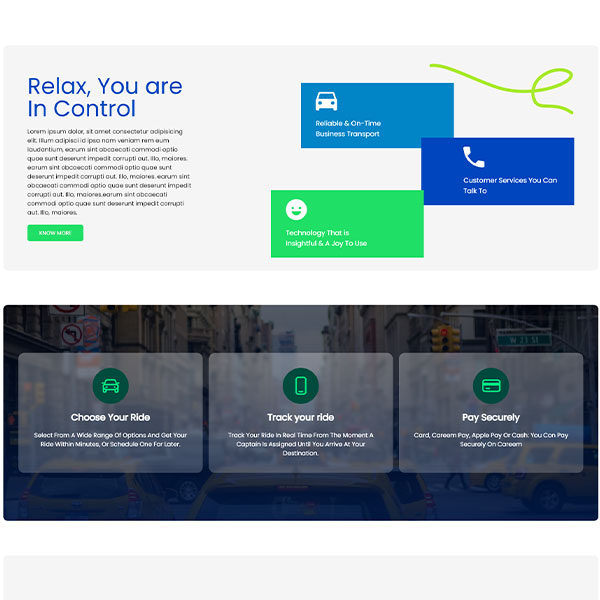 Relax, You are
In Control
Lorem ipsum dolor, sit amet consectetur adipisicing
elit. Illum adipisci id ipsa nam veniam rem eum
laudantium, earum sint abcaecati commodi optio
quae sunt deserunt impedit corrupti aut. Illo, maiores.
earum sint obcaecati commodi optio quae sunt
deserunt impedit corrupti aut. Illo, maiores. earum sint
obcaecati commodi optio quae sunt deserunt impedit
corrupti aut. Illo, maiores.earum sint obcaecati
commodi optio quae sunt deserunt impedit corrupti
aut. Illo, maiores.
KNOW MORE
Reliable & On-Time
Business Transport
Customer Services You Can
Talk To
Technology That Is
Insightful & A Joy To Use
W 23 St
Choose Your Ride
Select From A Wide Range Of Options And Get Your
Ride Within Minutes, Or Schedule One For Later.
Track your ride
Track Your Ride In Real Time From The Moment A
Captain Is Assigned Until You Arrive At Your
Destination.
Pay Securely
Card, Careem Pay, Apple Pay Or Cash: You Can Pay
Securely On Careem